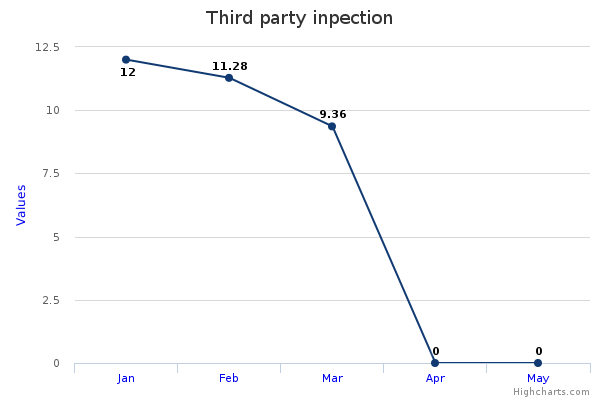 Third party inpection
12.5
10
7.5
5
2.5
0
Values
12
11.28
9.36
0
0
Jan
Feb
Mar
Apr
May
Highcharts.com